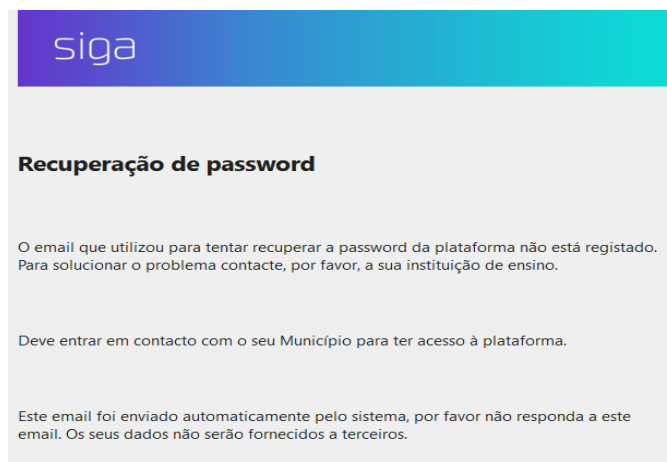 siga
Recuperação de password
O email que utilizou para tentar recuperar a password da plataforma não está registado.
Para solucionar o problema contacte, por favor, a sua instituição de ensino.
Deve entrar em contacto com o seu Município para ter acesso à plataforma.
Este email foi enviado automaticamente pelo sistema, por favor não responda a este
email. Os seus dados não serão fornecidos a terceiros.